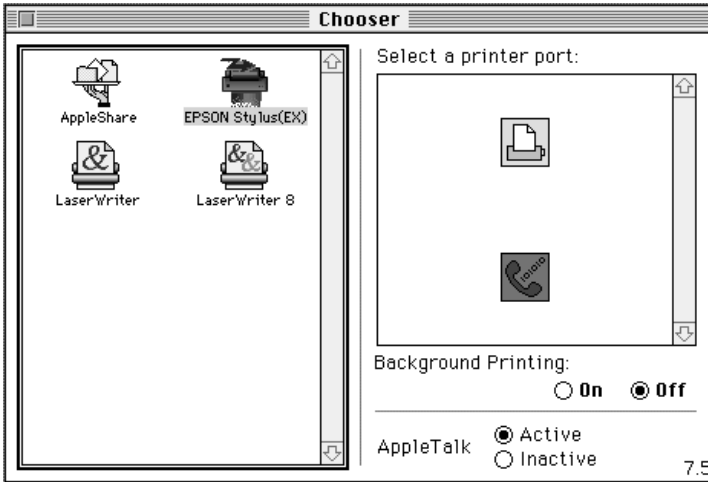 Chooser
AppleShare
EPSON Stylus(EX)
LaserWriter
LaserWriter 8
Select a printer port:
Background Printing:
On Off
AppleTalk
Active
Inactive
7.5